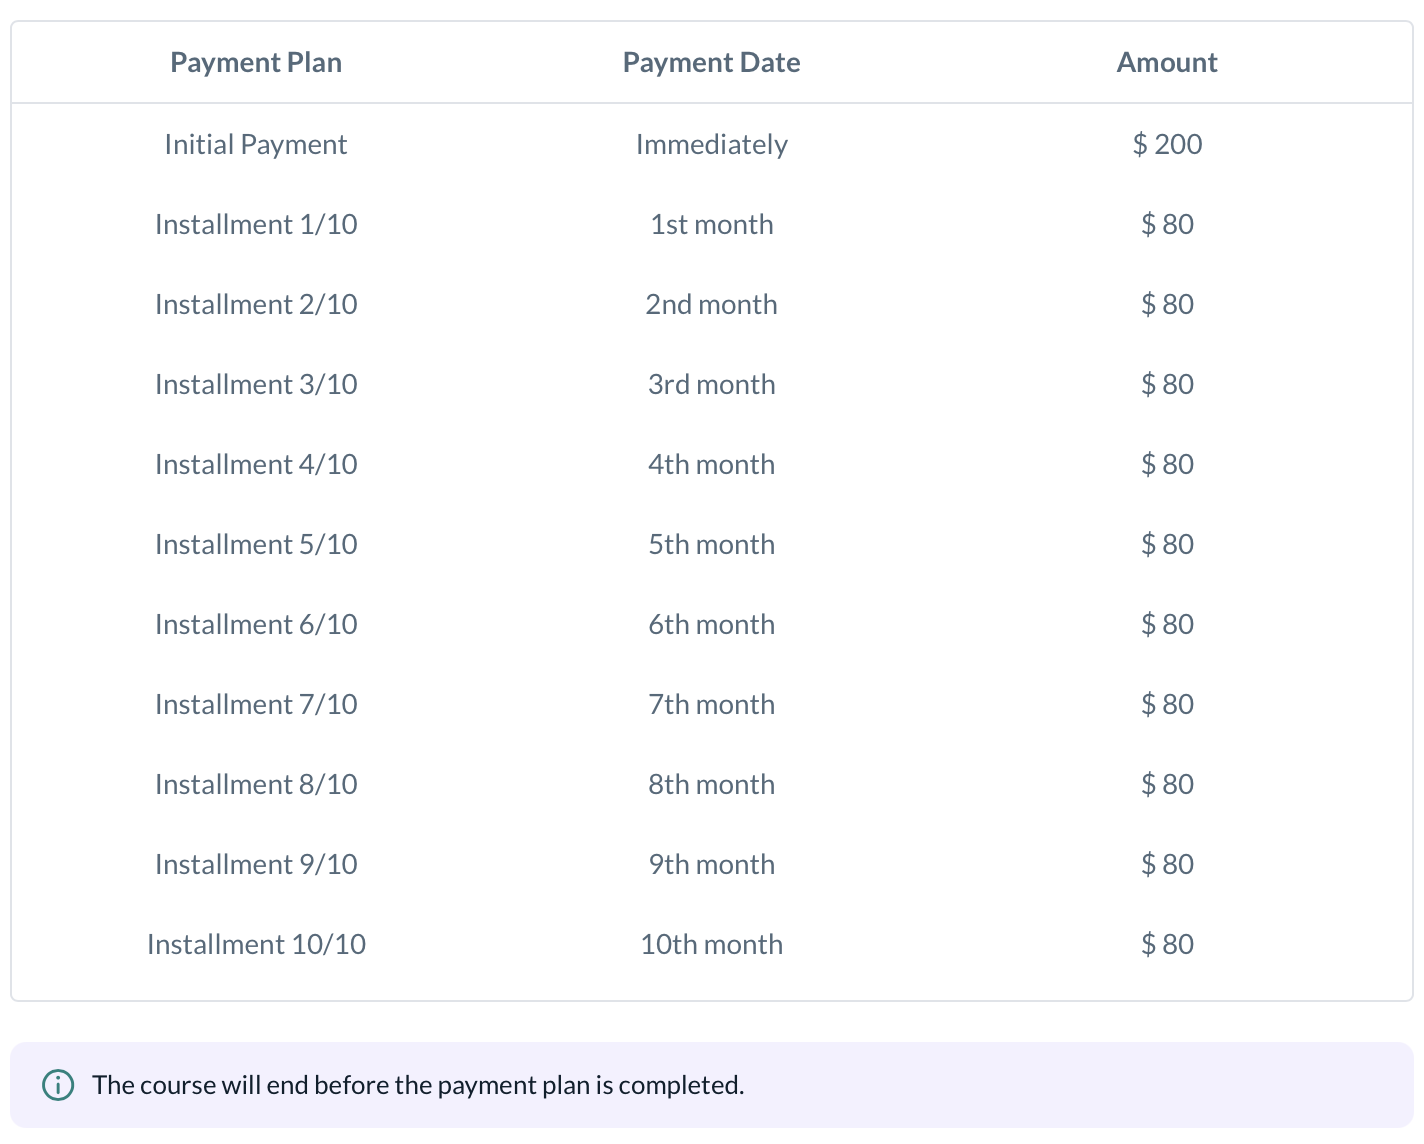 Payment Plan Payment Date Amount
Initial Payment Immediately $ 200
Installment 1/10 1st month $ 80
Installment 2/10 2nd month $ 80
Installment 3/10 3rd month $ 80
Installment 4/10 4th month $ 80
Installment 5/10 5th month $ 80
Installment 6/10 6th month $ 80
Installment 7/10 7th month $ 80
Installment 8/10 8th month $ 80
Installment 9/10 9th month $ 80
Installment 10/10 10th month $ 80
The course will end before the payment plan is completed.